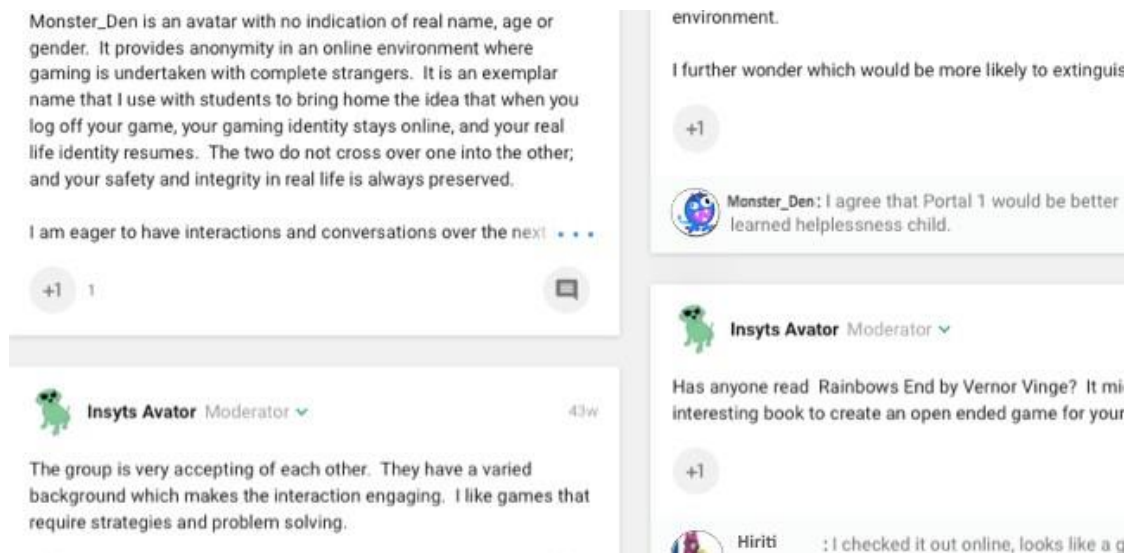 Monster_Den is an avatar with no indication of real name, age or
gender. It provides anonymity in an online environment where
gaming is undertaken with complete strangers. It is an exemplar
name that I use with students to bring home the idea that when you
log off your game, your gaming identity stays online, and your real
life identity resumes. The two do not cross over one into the other;
and your safety and integrity in real life is always preserved.
I am eager to have interactions and conversations over the next
+1 1
Insyts Avator Moderator 43w
The group is very accepting of each other. They have a varied
background which makes the interaction engaging. I like games that
require strategies and problem solving.
environment.
I further wonder which would be more likely to extinguis
+1
Monster_Den: I agree that Portal 1 would be better
learned helplessness child.
Insyts Avator Moderator
Has anyone read Rainbows End by Vernor Vinge? It mi
interesting book to create an open ended game for your
+1
Hiriti : I checked it out online, looks like a g